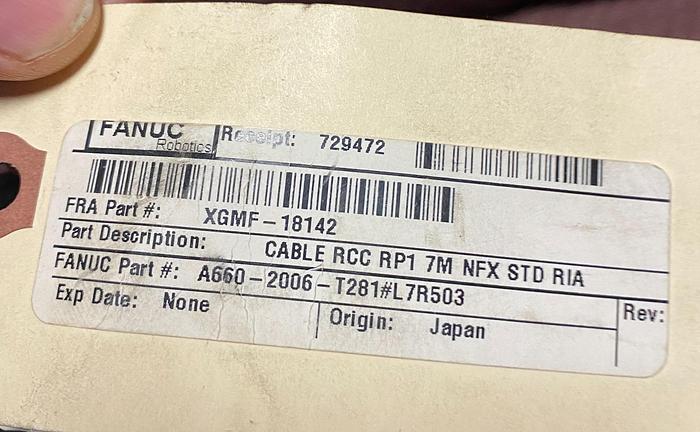 FANUC Robotics Receipt: 729472
FRA Part #: XGMF-18142
Part Description: CABLE RCC RP1 7M NFX STD RIA
FANUC Part #: A660-2006-T281#L7R503
Exp Date: None Origin: Japan Rev: